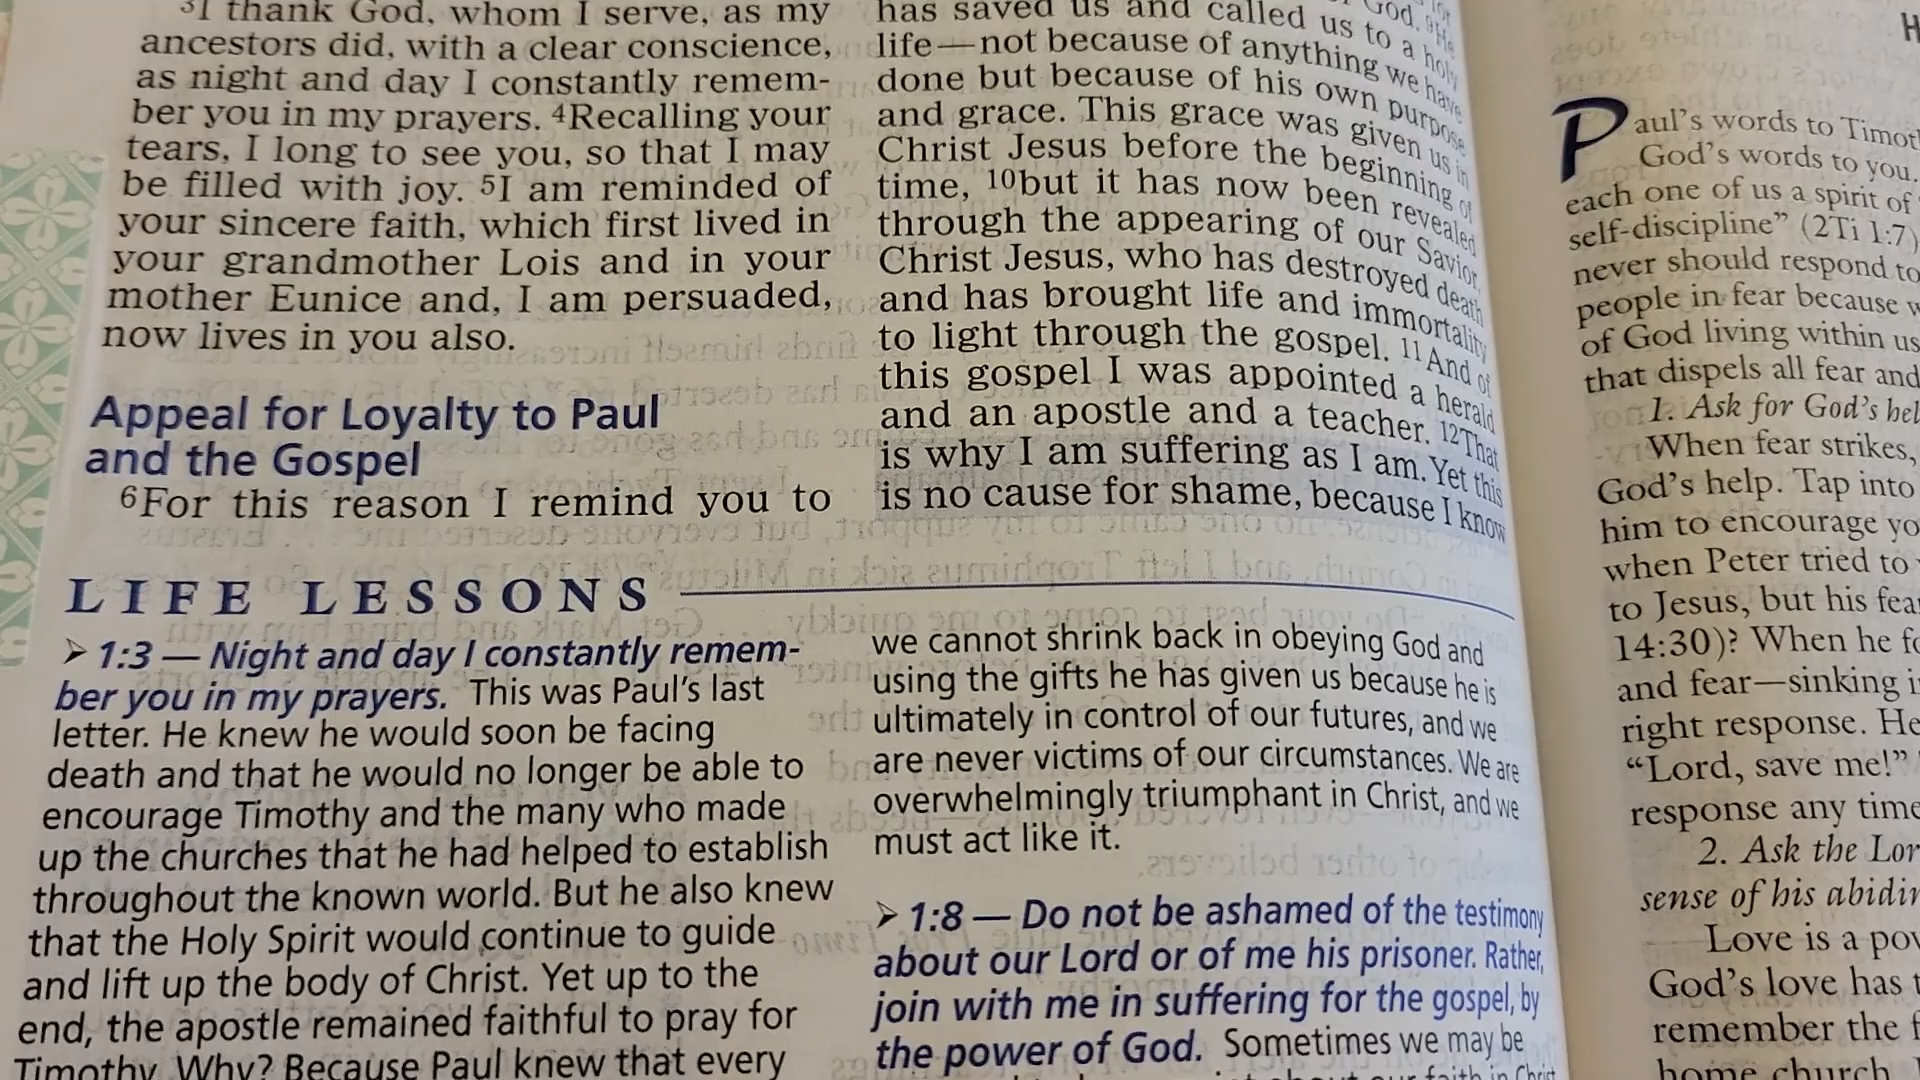 3I thank God, whom I serve, as my
ancestors did, with a clear conscience,
as night and day I constantly remem-
ber you in my prayers. 4Recalling your
tears, I long to see you, so that I may
be filled with joy. 5I am reminded of
your sincere faith, which first lived in
your grandmother Lois and in your
mother Eunice and, I am persuaded,
now lives in you also.
Appeal for Loyalty to Paul
and the Gospel
6For this reason I remind you to
God. 9He
has saved us and called us to a holy
life—not because of anything we have
done but because of his own purpose
and grace. This grace was given us in
Christ Jesus before the beginning of
time, 10but it has now been revealed
through the appearing of our Savior,
Christ Jesus, who has destroyed death
and has brought life and immortality
to light through the gospel. 11And of
this gospel I was appointed a herald
and an apostle and a teacher. 12That
is why I am suffering as I am. Yet this
is no cause for shame, because I know
LIFE LESSONS
➢ 1:3 — Night and day I constantly remem-
ber you in my prayers. This was Paul's last
letter. He knew he would soon be facing
death and that he would no longer be able to
encourage Timothy and the many who made
up the churches that he had helped to establish
throughout the known world. But he also knew
that the Holy Spirit would continue to guide
and lift up the body of Christ. Yet up to the
end, the apostle remained faithful to pray for
Timothy. Why? Because Paul knew that every
we cannot shrink back in obeying God and
using the gifts he has given us because he is
ultimately in control of our futures, and we
are never victims of our circumstances. We are
overwhelmingly triumphant in Christ, and we
must act like it.
➢ 1:8 — Do not be ashamed of the testimony
about our Lord or of me his prisoner. Rather,
join with me in suffering for the gospel, by
the power of God. Sometimes we may be
about our faith in Christ
H
Paul's words to Timot
God's words to you.
each one of us a spirit of
self-discipline” (2Ti 1:7)
never should respond to
people in fear because w
of God living within us
that dispels all fear and
1. Ask for God's hel
When fear strikes,
God's help. Tap into
him to encourage yo
when Peter tried to
to Jesus, but his fea
14:30)? When he fo
and fear—sinking i
right response. He
“Lord, save me!”
response any time
2. Ask the Lor
sense of his abidin
Love is a pow
God's love has
remember the f
home church